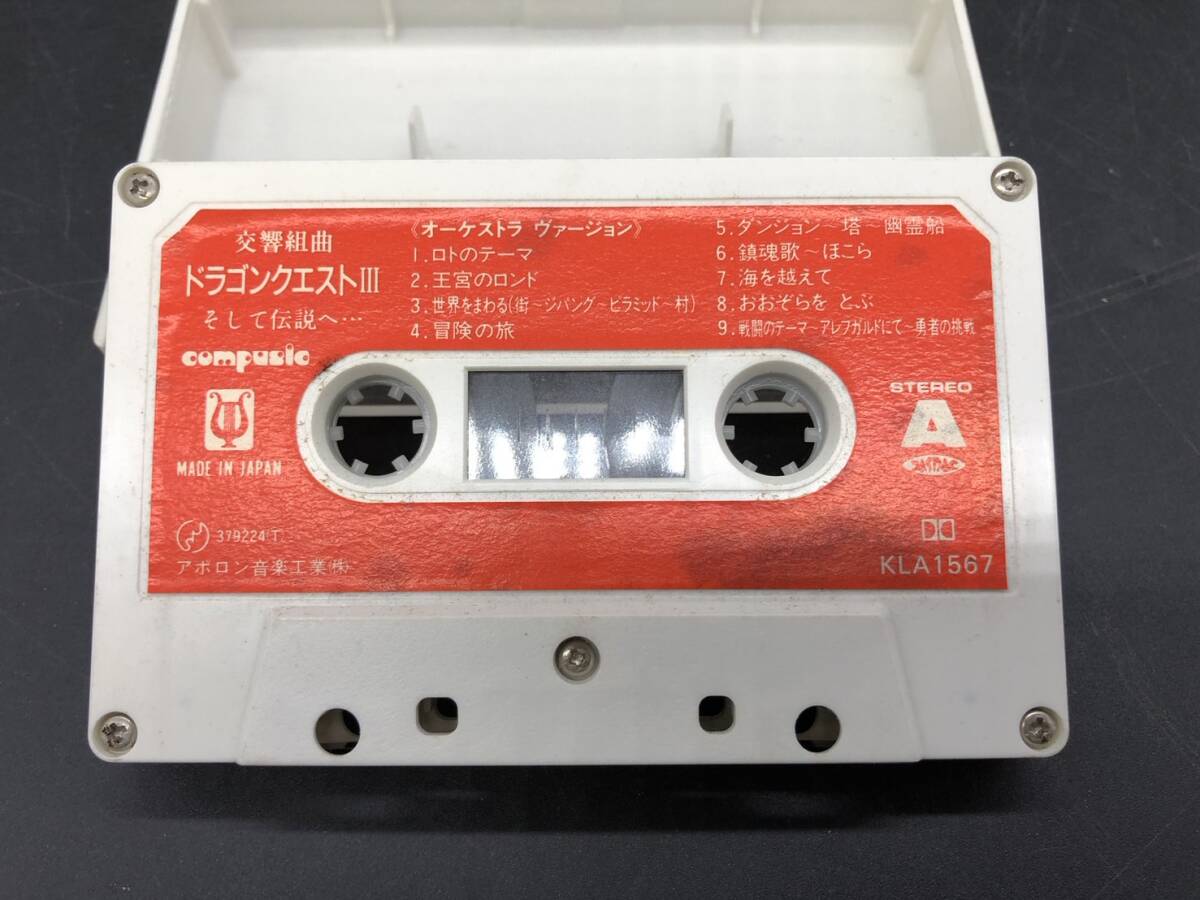 交響組曲
ドラゴンクエストIII
そして伝説へ…
compusic
MADE IN JAPAN
379224(T)
アポロン音楽工業(株)
《オーケストラ ヴァージョン》
1. ロトのテーマ
2. 王宮のロンド
3. 世界をまわる(街〜ジパング〜ピラミッド〜村)
4. 冒険の旅
5. ダンジョン〜塔〜幽霊船
6. 鎮魂歌〜ほこら
7. 海を越えて
8. おおぞらを とぶ
9. 戦闘のテーマ〜アレフガルドにて〜勇者の挑戦
STEREO
A
KLA1567